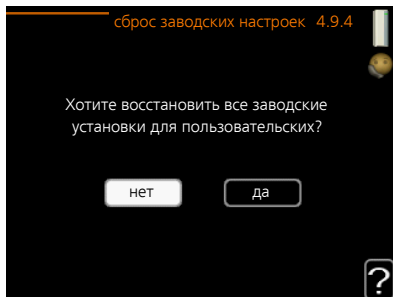 сброс заводских настроек 4.9.4
Хотите восстановить все заводские
установки для пользовательских?
нет да
?